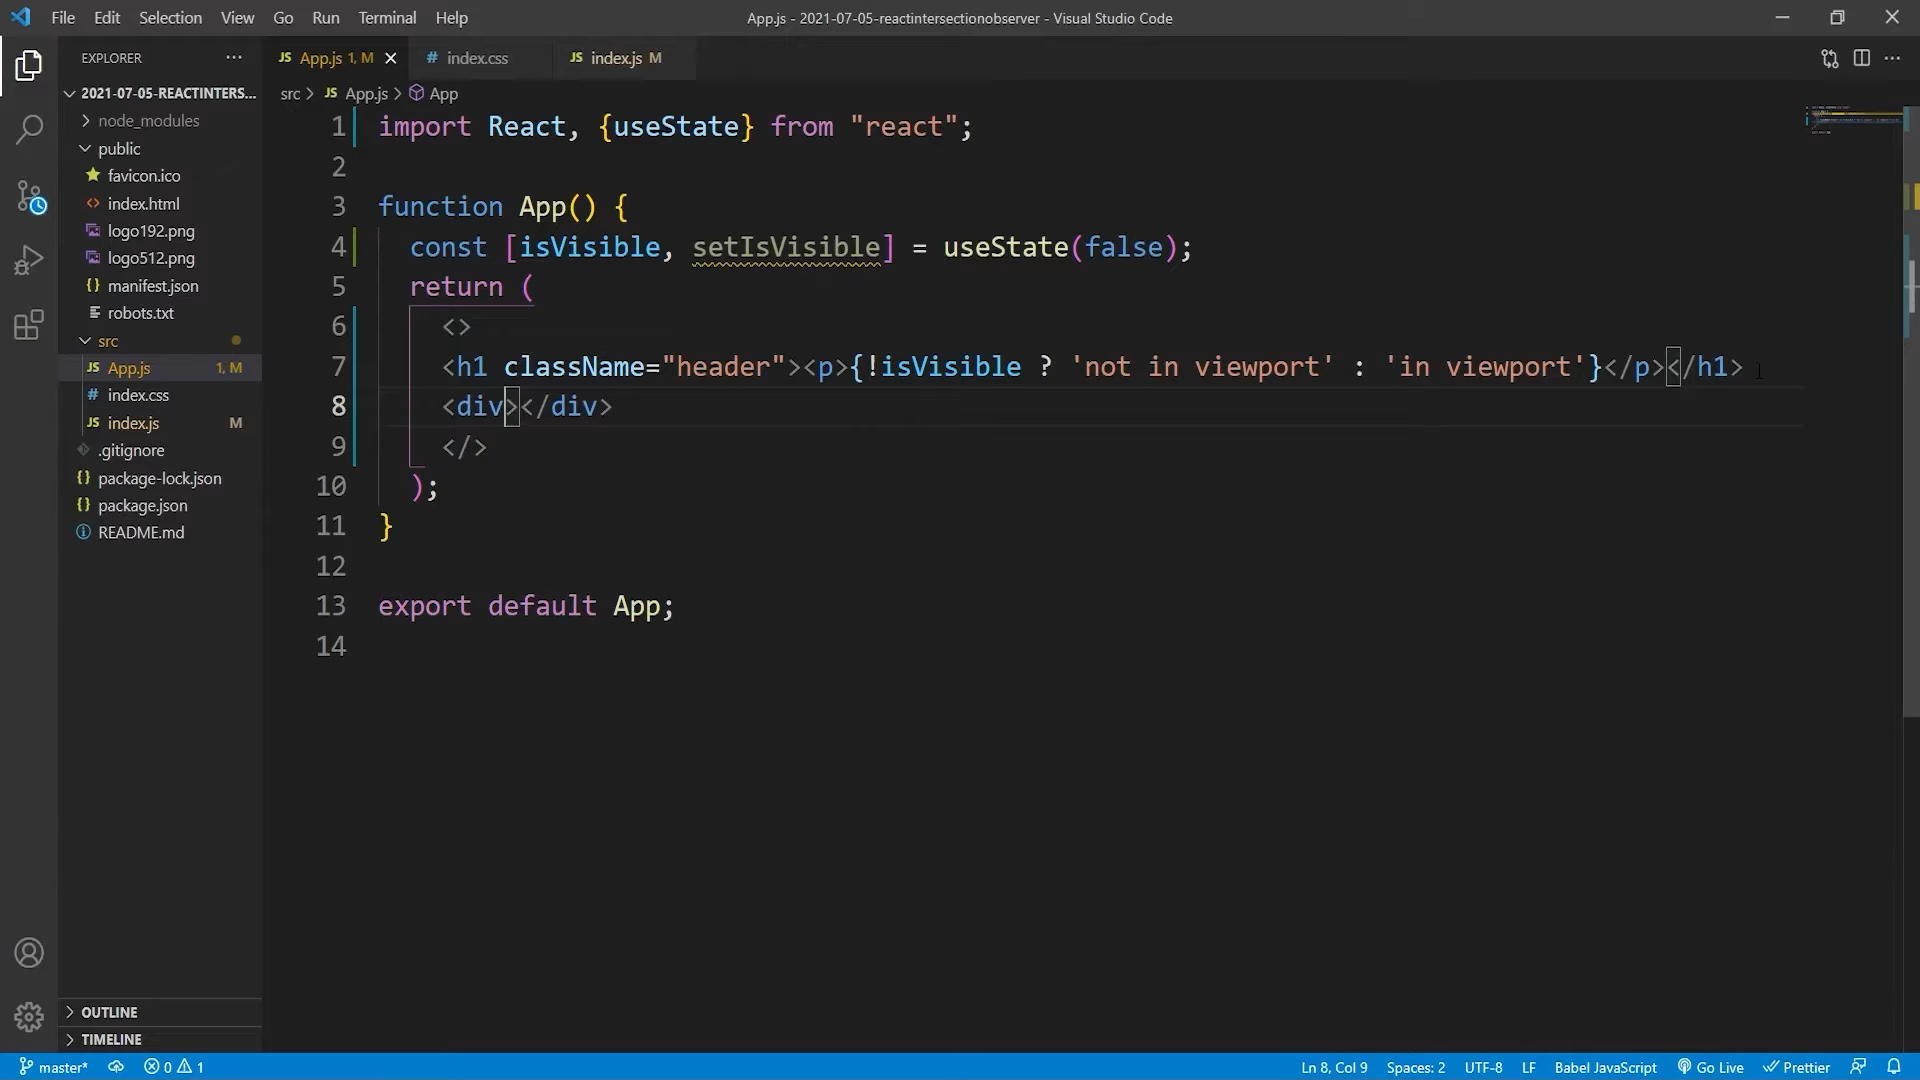 File Edit Selection View Go Run Terminal Help
App.js - 2021-07-05-reactintersectionobserver - Visual Studio Code
EXPLORER
JS App.js 1, M
# index.css
JS index.js M
2021-07-05-REACTINTERS...
src > JS App.js > App
node_modules
public
favicon.ico
index.html
logo192.png
logo512.png
manifest.json
robots.txt
src
JS App.js 1, M
# index.css
JS index.js M
.gitignore
package-lock.json
package.json
README.md
OUTLINE
TIMELINE
1 import React, {useState} from "react";
2
3 function App() {
4 const [isVisible, setIsVisible] = useState(false);
5 return (
6 <>
7 <h1 className="header"><p>{!isVisible ? 'not in viewport' : 'in viewport'}</p></h1>
8 <div></div>
9 </>
10 );
11 }
12
13 export default App;
14
master* 0 1
Ln 8, Col 9 Spaces: 2 UTF-8 LF Babel JavaScript Go Live Prettier